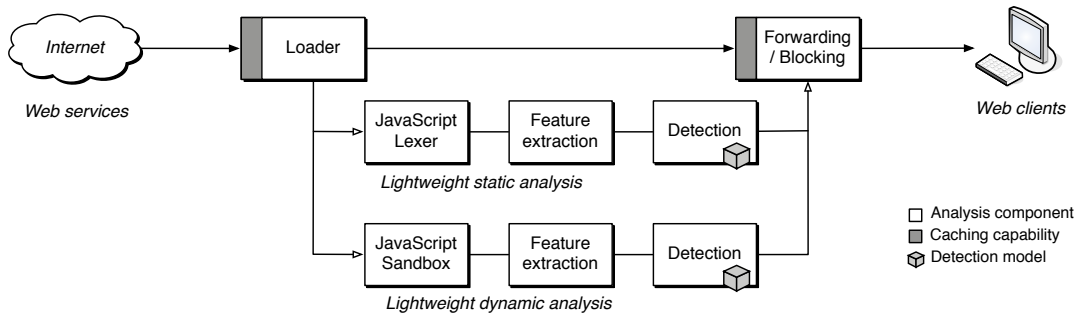 Internet
Web services
Loader
Forwarding
/ Blocking
Web clients
JavaScript
Lexer
Feature
extraction
Detection
Lightweight static analysis
JavaScript
Sandbox
Feature
extraction
Detection
Lightweight dynamic analysis
Analysis component
Caching capability
Detection model